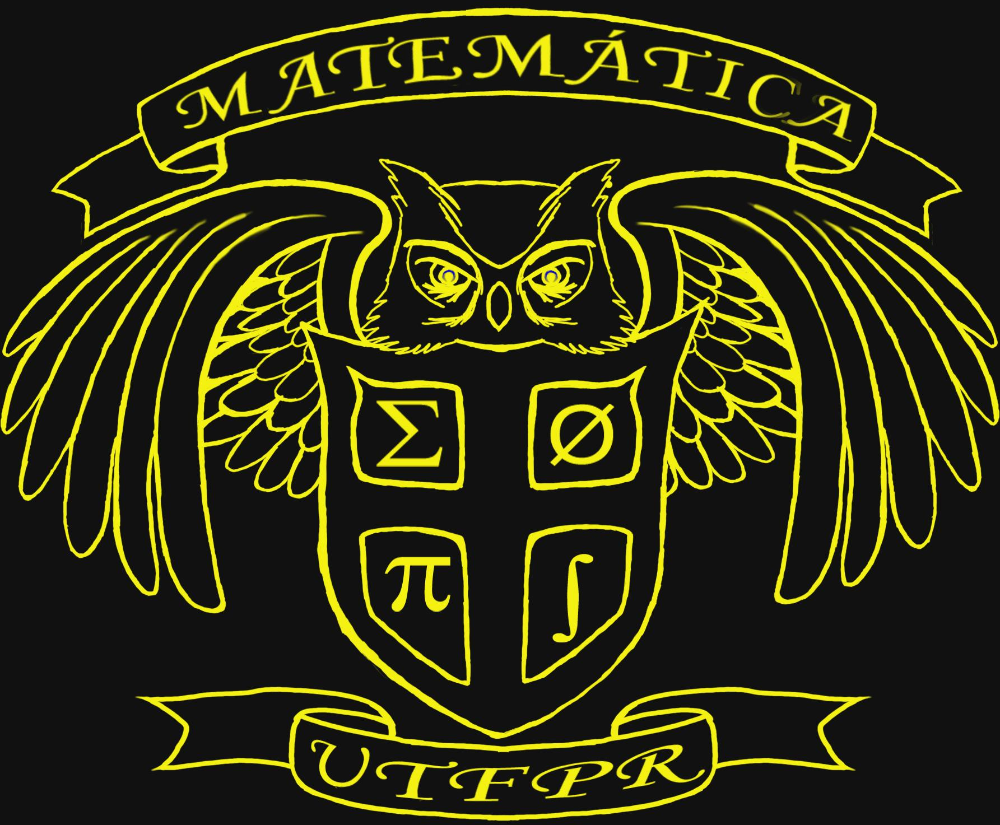 MATEMÁTICA
Σ Ø
π ∫
UTFPR